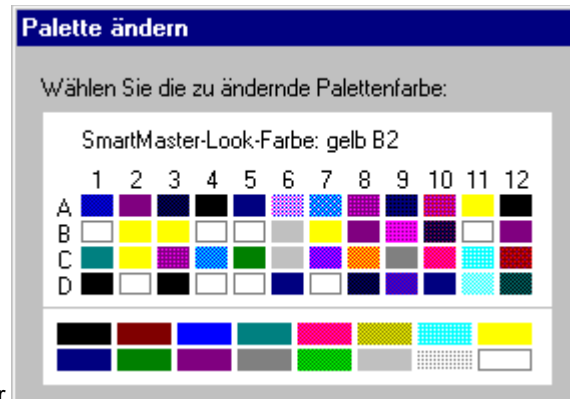 Palette ändern
Wählen Sie die zu ändernde Palettenfarbe:
SmartMaster-Look-Farbe: gelb B2
1 2 3 4 5 6 7 8 9 10 11 12
A
B
C
D
r